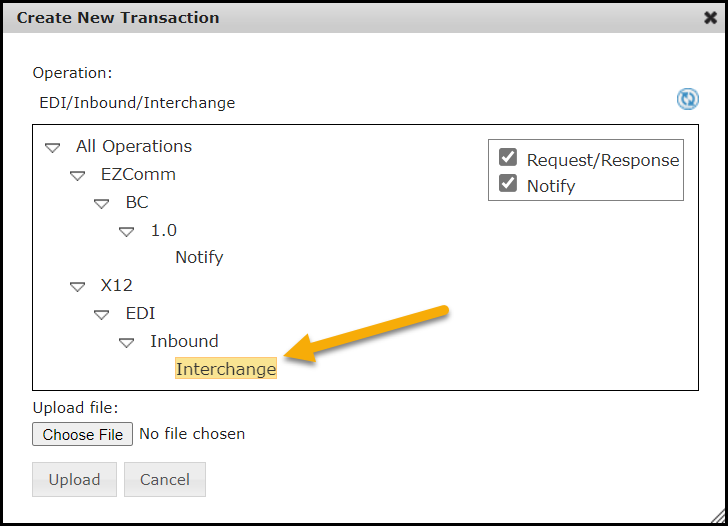 Create New Transaction
Operation:
EDI/Inbound/Interchange
All Operations
EZComm
BC
1.0
Notify
X12
EDI
Inbound
Interchange
Request/Response
Notify
Upload file:
Choose File No file chosen
Upload Cancel